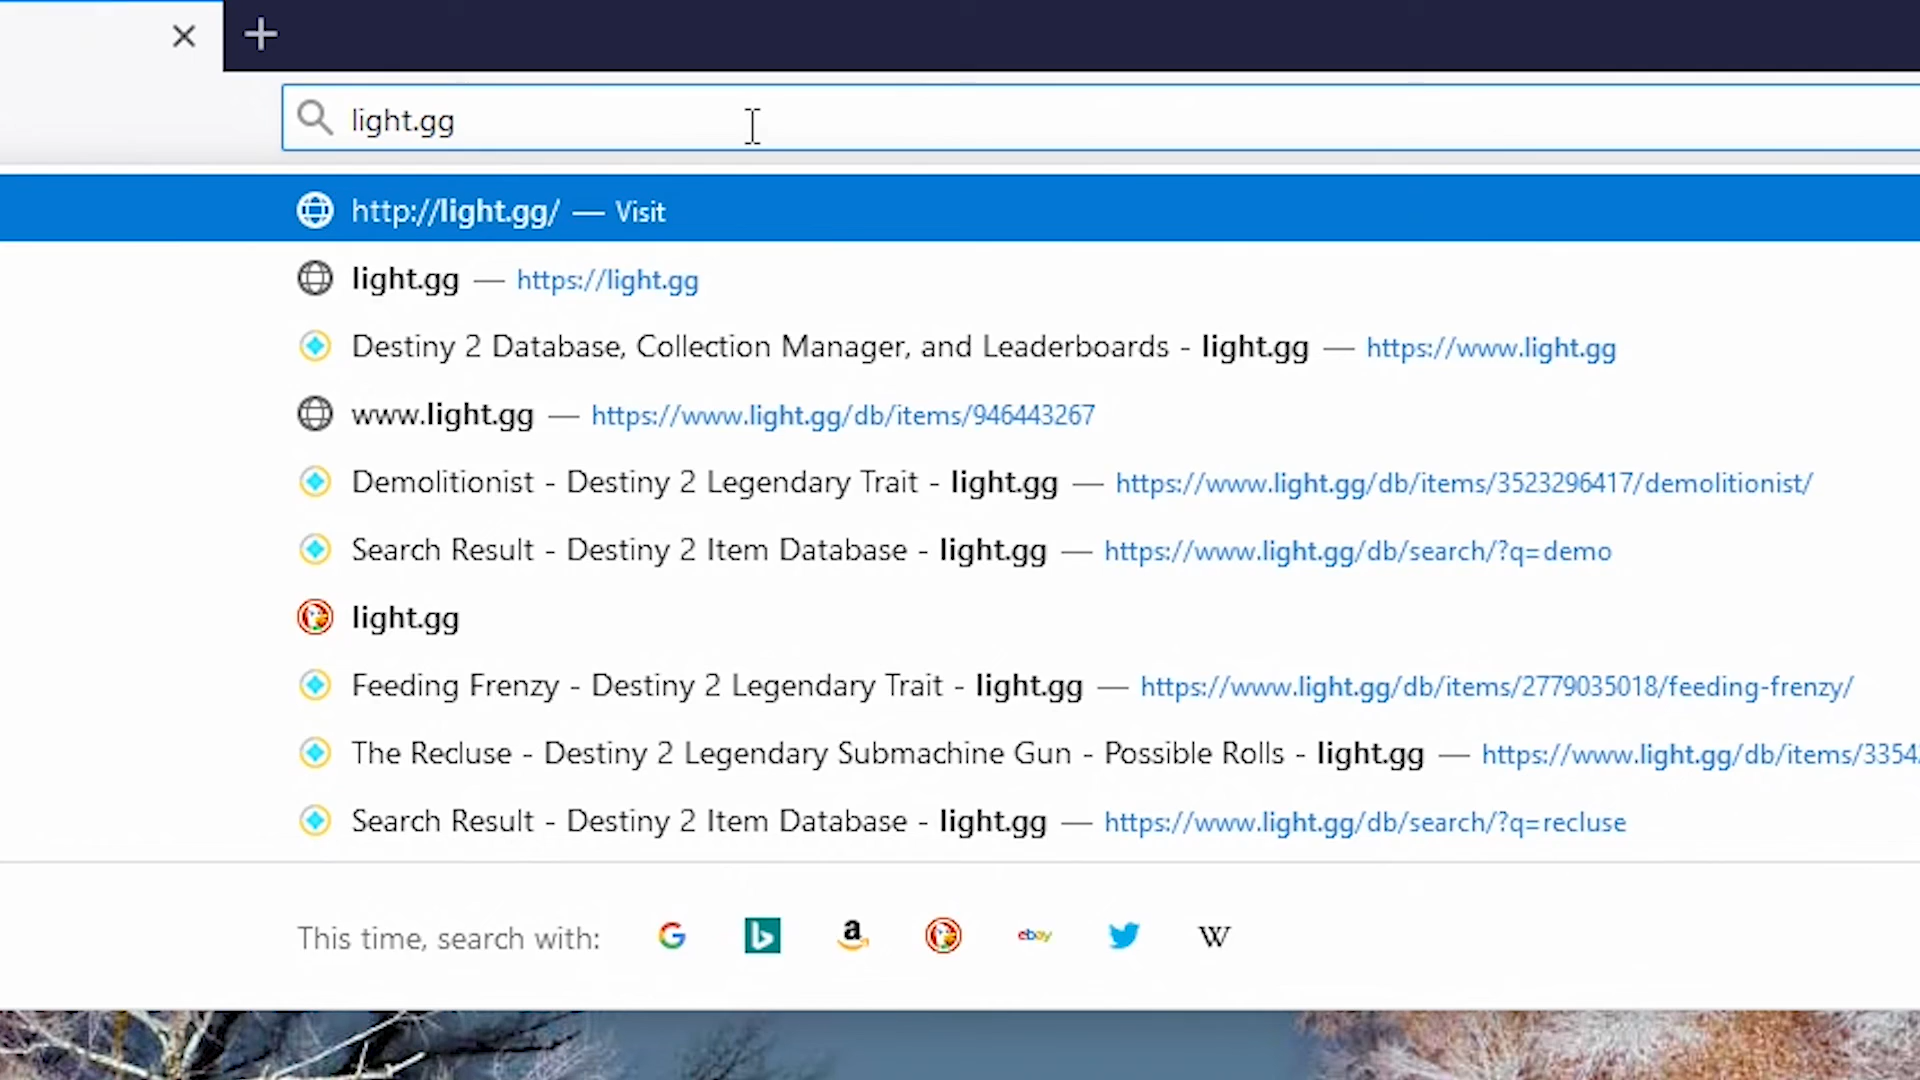 light.gg
http://light.gg/ — Visit
light.gg — https://light.gg
Destiny 2 Database, Collection Manager, and Leaderboards - light.gg — https://www.light.gg
www.light.gg — https://www.light.gg/db/items/946443267
Demolitionist - Destiny 2 Legendary Trait - light.gg — https://www.light.gg/db/items/3523296417/demolitionist/
Search Result - Destiny 2 Item Database - light.gg — https://www.light.gg/db/search/?q=demo
light.gg
Feeding Frenzy - Destiny 2 Legendary Trait - light.gg — https://www.light.gg/db/items/2779035018/feeding-frenzy/
The Recluse - Destiny 2 Legendary Submachine Gun - Possible Rolls - light.gg — https://www.light.gg/db/items/3354
Search Result - Destiny 2 Item Database - light.gg — https://www.light.gg/db/search/?q=recluse
This time, search with: G b a ebay W